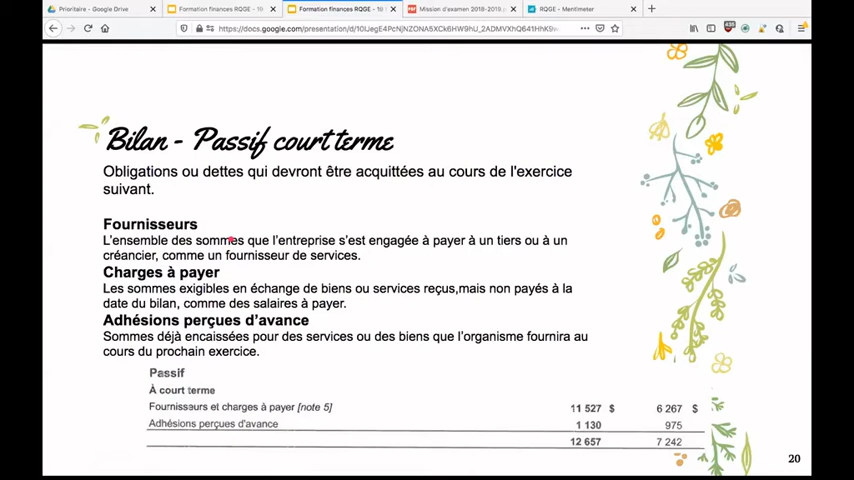 Prioritaire - Google Drive
Formation finances RQGE - 10
Formation finances RQGE - 10
Mission d'examen 2018-2019
RQGE - Mentimeter
Bilan - Passif court terme
Obligations ou dettes qui devront être acquittées au cours de l'exercice
suivant.
Fournisseurs
L'ensemble des sommes que l'entreprise s'est engagée à payer à un tiers ou à un
créancier, comme un fournisseur de services.
Charges à payer
Les sommes exigibles en échange de biens ou services reçus,mais non payés à la
date du bilan, comme des salaires à payer.
Adhésions perçues d'avance
Sommes déjà encaissées pour des services ou des biens que l'organisme fournira au
cours du prochain exercice.
Passif
À court terme
Fournisseurs et charges à payer [note 5] 11 527 $ 6 267 $
Adhésions perçues d'avance 1 130 975
12 657 7 242
20